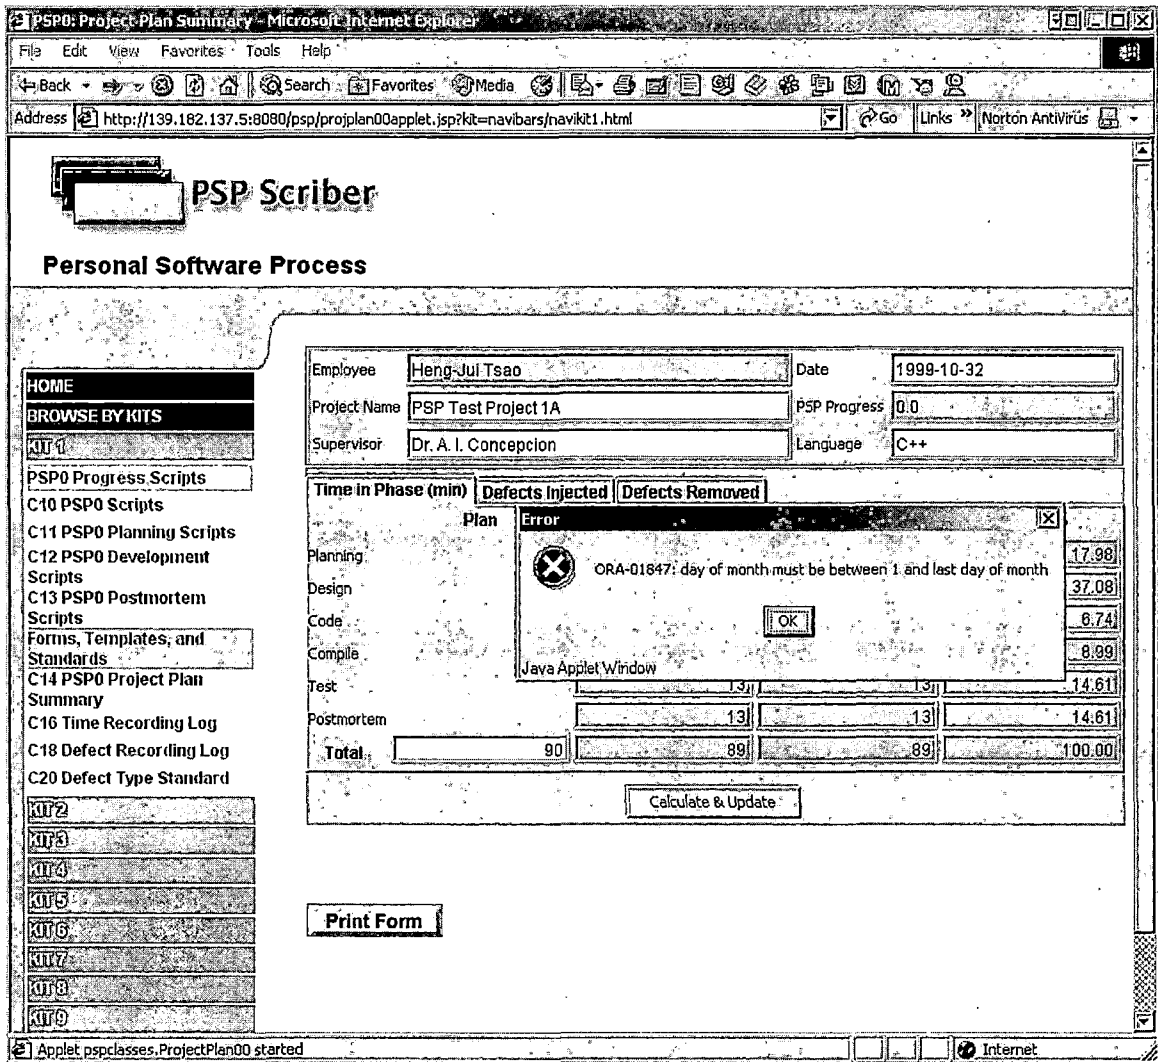 PSP0: Project Plan Summary - Microsoft Internet Explorer
File Edit View Favorites Tools Help
Back Search Favorites Media
Address http://139.182.137.5:8080/psp/projplan00applet.jsp?kit=navibars/navikit1.html Go Links » Norton AntiVirus
PSP Scriber
Personal Software Process
HOME
BROWSE BY KITS
KIT 1
PSP0 Progress Scripts
C10 PSP0 Scripts
C11 PSP0 Planning Scripts
C12 PSP0 Development
Scripts
C13 PSP0 Postmortem
Scripts
Forms, Templates, and
Standards
C14 PSP0 Project Plan
Summary
C16 Time Recording Log
C18 Defect Recording Log
C20 Defect Type Standard
KIT 2
KIT 3
KIT 4
KIT 5
KIT 6
KIT 7
KIT 8
KIT 9
Employee Heng-Jui Tsao Date 1999-10-32
Project Name PSP Test Project 1A PSP Progress 0.0
Supervisor Dr. A. I. Concepcion Language C++
Time in Phase (min) Defects Injected Defects Removed
Plan
Planning 17.98
Design 37.08
Code 6.74
Compile 8.99
Test 13 13 14.61
Postmortem 13 13 14.61
Total 90 89 89 100.00
Error
ORA-01847: day of month must be between 1 and last day of month
OK
Java Applet Window
Calculate & Update
Print Form
Applet pspclasses.ProjectPlan00 started Internet